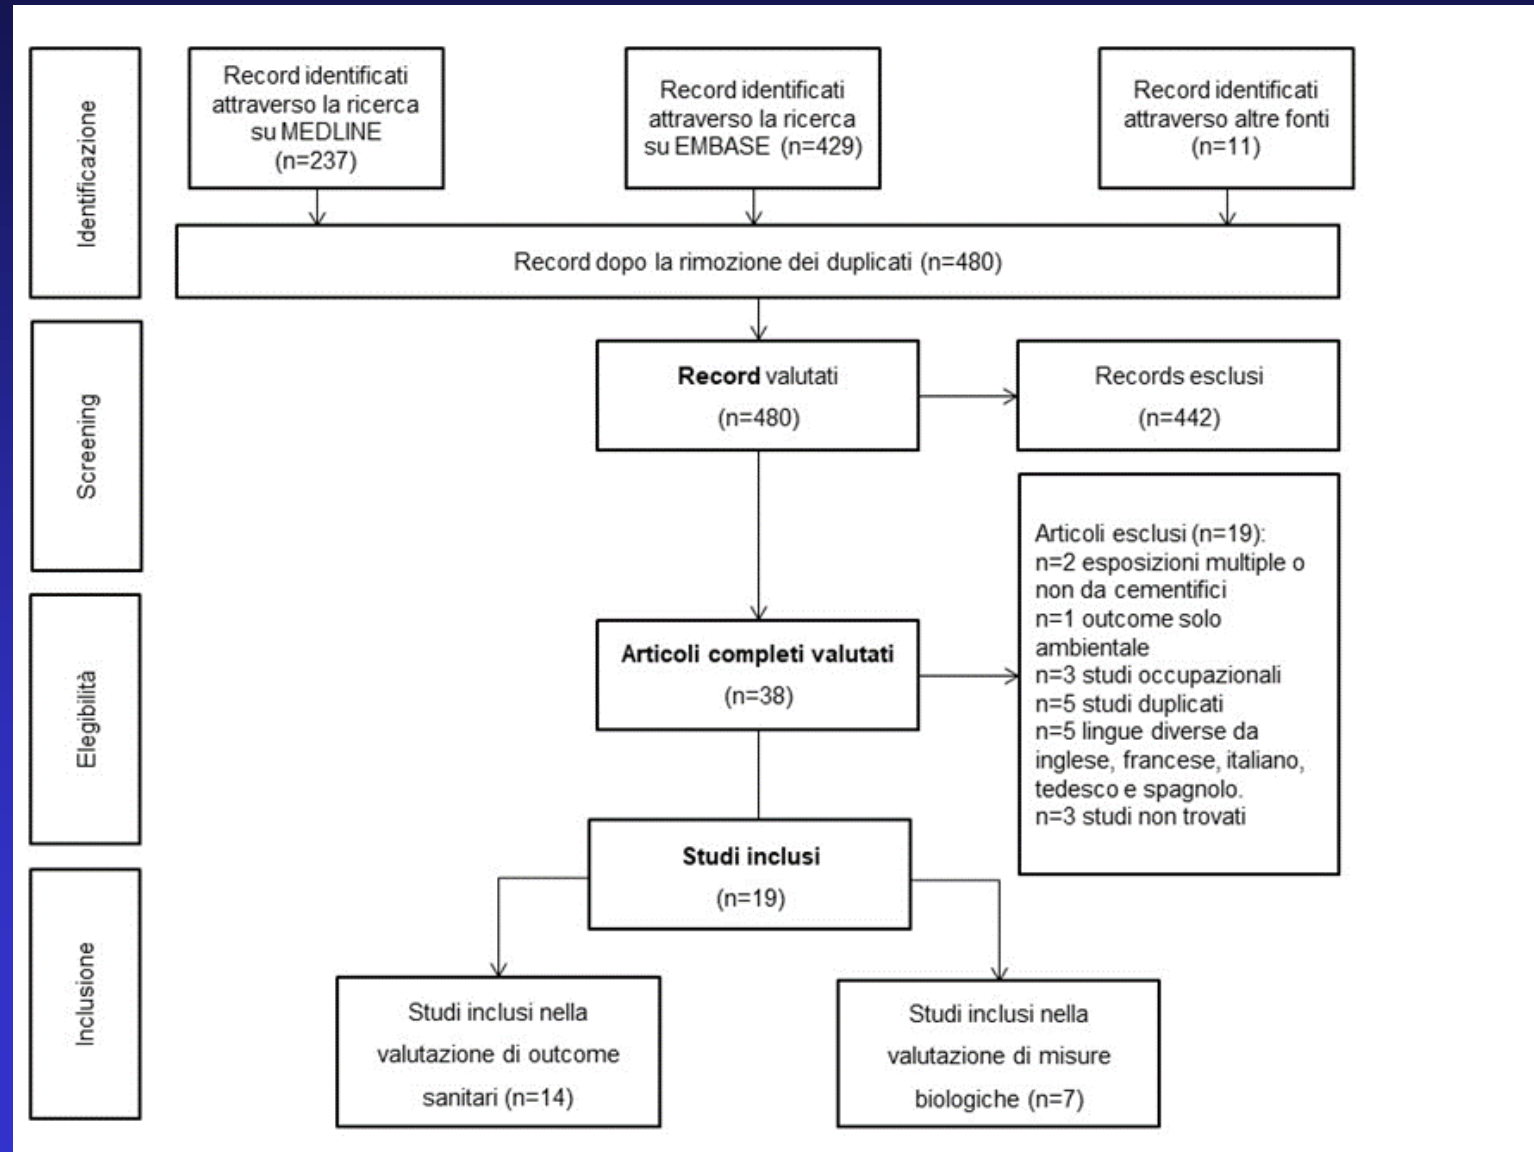 Identificazione
Record identificati
attraverso la ricerca
su MEDLINE
(n=237)
Record identificati
attraverso la ricerca
su EMBASE (n=429)
Record identificati
attraverso altre fonti
(n=11)
Record dopo la rimozione dei duplicati (n=480)
Screening
Record valutati
(n=480)
Records esclusi
(n=442)
Elegibilità
Articoli completi valutati
(n=38)
Articoli esclusi (n=19):
n=2 esposizioni multiple o
non da cementifici
n=1 outcome solo
ambientale
n=3 studi occupazionali
n=5 studi duplicati
n=5 lingue diverse da
inglese, francese, italiano,
tedesco e spagnolo.
n=3 studi non trovati
Studi inclusi
(n=19)
Inclusione
Studi inclusi nella
valutazione di outcome
sanitari (n=14)
Studi inclusi nella
valutazione di misure
biologiche (n=7)